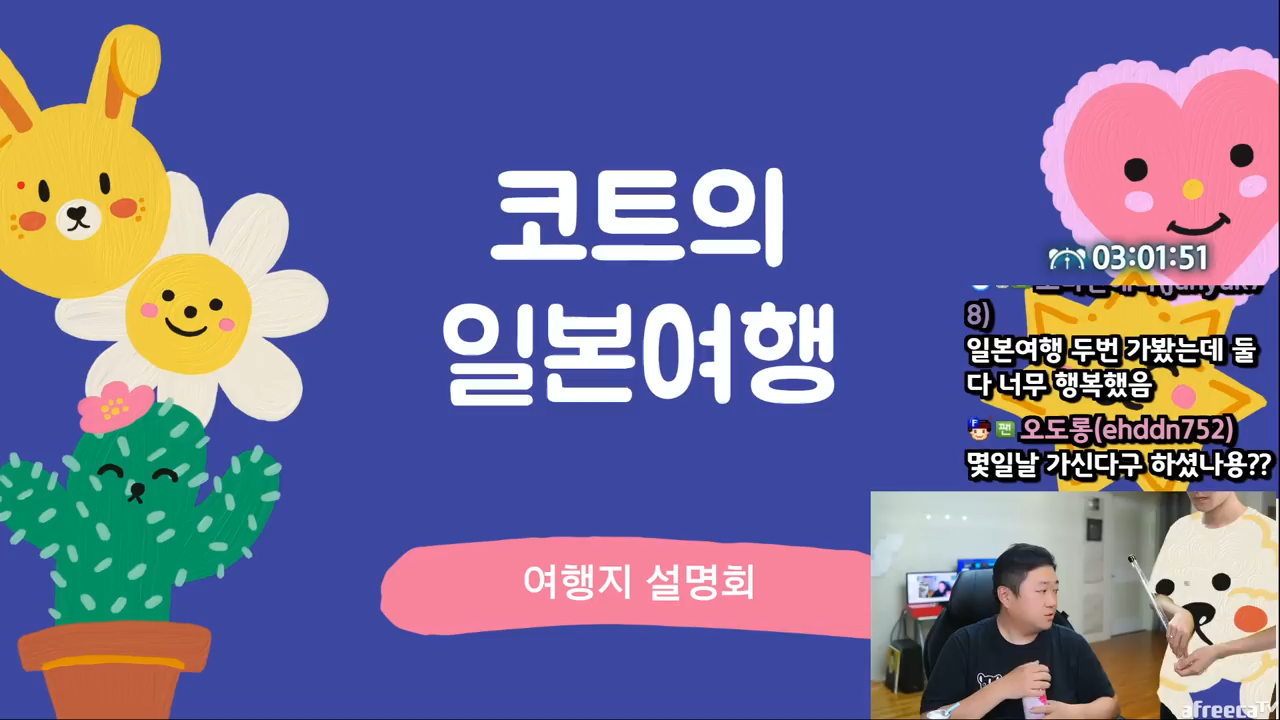 코트의
일본여행
여행지 설명회
03:01:51
8)
일본여행 두번 가봤는데 둘
다 너무 행복했음
F 팬 오도롱(ehddn752)
몇일날 가신다구 하셨나용??
afreecaTV